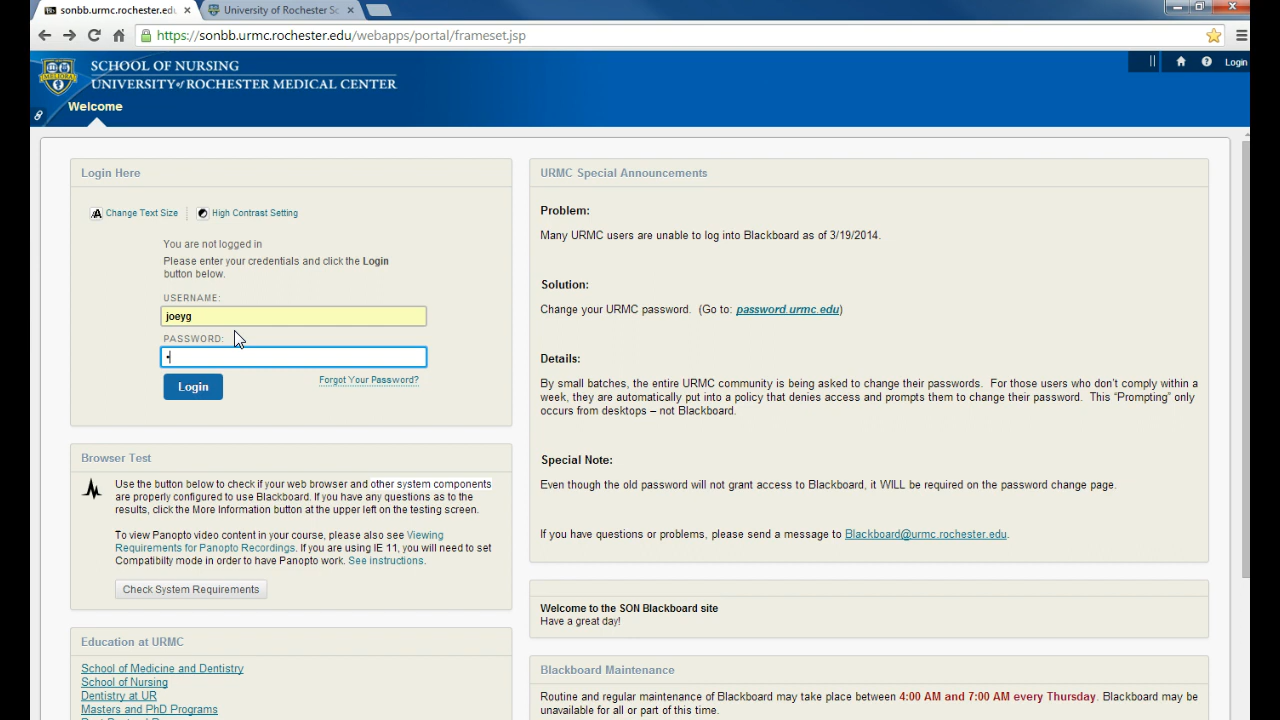 sonbb.urmc.rochester.edu
University of Rochester Sc
https://sonbb.urmc.rochester.edu/webapps/portal/frameset.jsp
SCHOOL OF NURSING
UNIVERSITY of ROCHESTER MEDICAL CENTER
Login
Welcome
Login Here
Change Text Size
High Contrast Setting
You are not logged in
Please enter your credentials and click the Login
button below.
USERNAME:
joeyg
PASSWORD:
Login
Forgot Your Password?
Browser Test
Use the button below to check if your web browser and other system components
are properly configured to use Blackboard. If you have any questions as to the
results, click the More Information button at the upper left on the testing screen.
To view Panopto video content in your course, please also see Viewing
Requirements for Panopto Recordings. If you are using IE 11, you will need to set
Compatibilty mode in order to have Panopto work. See instructions.
Check System Requirements
Education at URMC
School of Medicine and Dentistry
School of Nursing
Dentistry at UR
Masters and PhD Programs
URMC Special Announcements
Problem:
Many URMC users are unable to log into Blackboard as of 3/19/2014.
Solution:
Change your URMC password. (Go to: password.urmc.edu)
Details:
By small batches, the entire URMC community is being asked to change their passwords. For those users who don't comply within a
week, they are automatically put into a policy that denies access and prompts them to change their password. This "Prompting" only
occurs from desktops – not Blackboard.
Special Note:
Even though the old password will not grant access to Blackboard, it WILL be required on the password change page.
If you have questions or problems, please send a message to Blackboard@urmc.rochester.edu.
Welcome to the SON Blackboard site
Have a great day!
Blackboard Maintenance
Routine and regular maintenance of Blackboard may take place between 4:00 AM and 7:00 AM every Thursday. Blackboard may be
unavailable for all or part of this time.